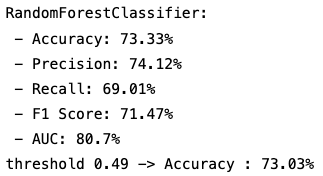 RandomForestClassifier:
- Accuracy: 73.33%
- Precision: 74.12%
- Recall: 69.01%
- F1 Score: 71.47%
- AUC: 80.7%
threshold 0.49 -> Accuracy : 73.03%